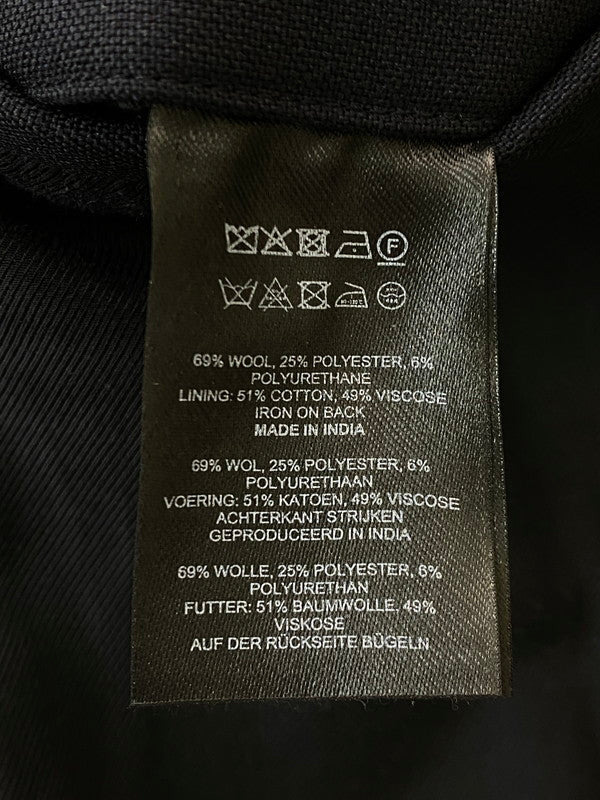 F
69% WOOL, 25% POLYESTER, 6%
POLYURETHANE
LINING: 51% COTTON, 49% VISCOSE
IRON ON BACK
MADE IN INDIA
69% WOL, 25% POLYESTER, 6%
POLYURETHAAN
VOERING: 51% KATOEN, 49% VISCOSE
ACHTERKANT STRIJKEN
GEPRODUCEERD IN INDIA
69% WOLLE, 25% POLYESTER, 6%
POLYURETHAN
FUTTER: 51% BAUMWOLLE, 49%
VISKOSE
AUF DER RÜCKSEITE BÜGELN